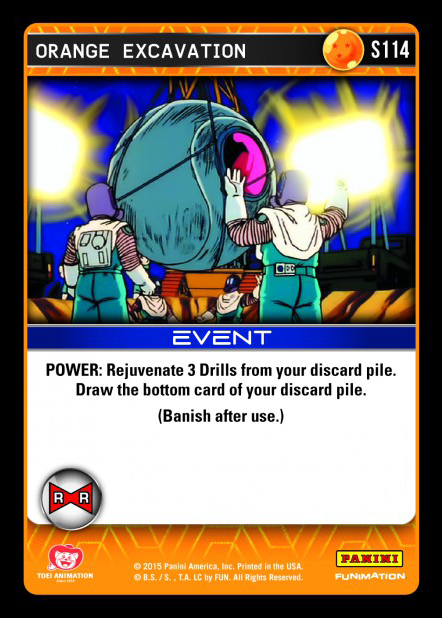 ORANGE EXCAVATION S114
EVENT
POWER: Rejuvenate 3 Drills from your discard pile.
Draw the bottom card of your discard pile.
(Banish after use.)
R R
TOEI ANIMATION
PANINI
© 2015 Panini America, Inc. Printed in the USA.
FUNIMATION
© B.S./ S. , T.A. LC by FUN. All Rights Reserved.